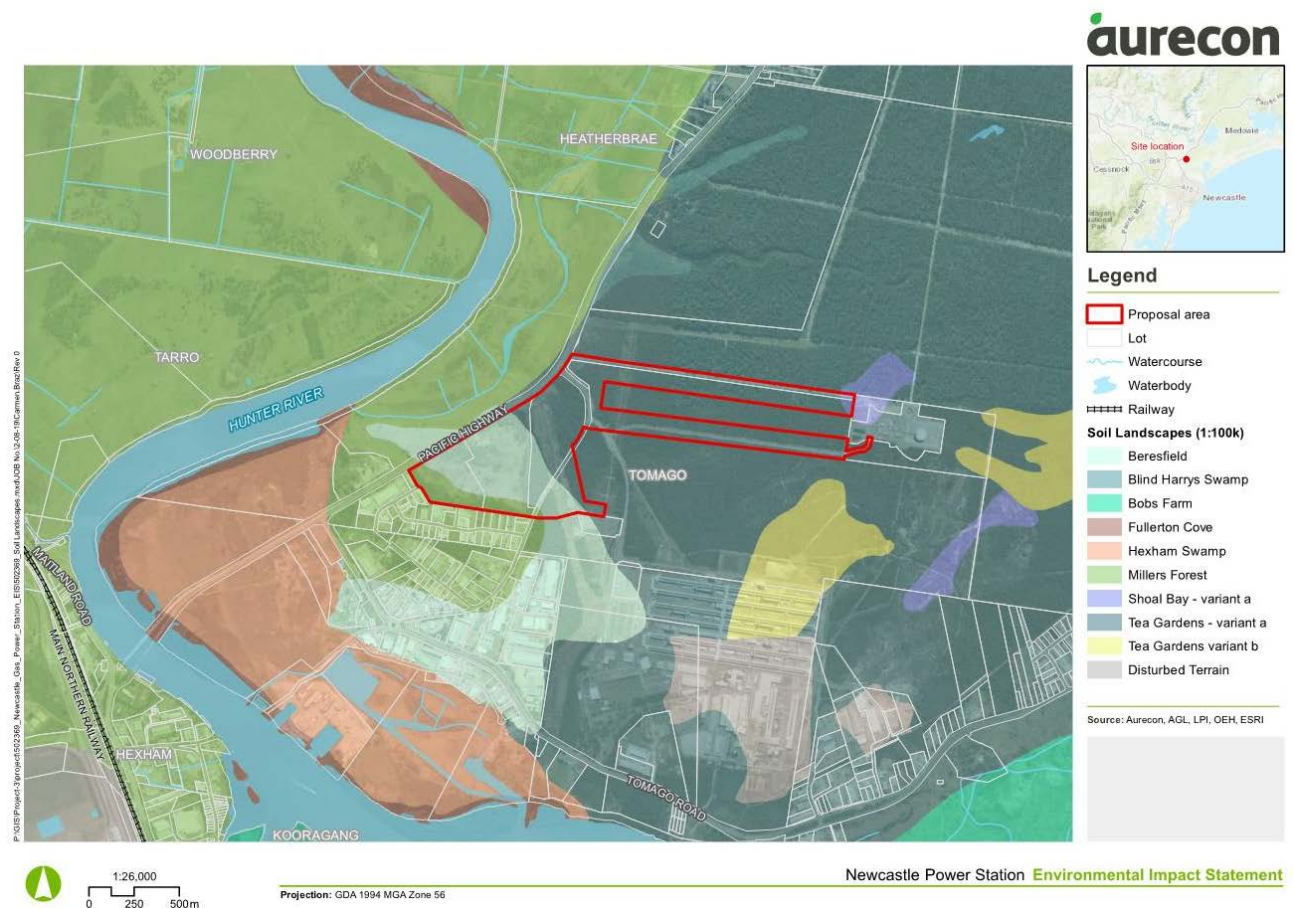 aurecon
WOODBERRY
HEATHERBRAE
TARRO
HUNTER RIVER
PACIFIC HIGHWAY
TOMAGO
MAITLAND ROAD
MAIN NORTHERN RAILWAY
HEXHAM
TOMAGO ROAD
KOORAGANG
Medowie
Site location
Cessnock
Newcastle
Legend
Proposal area
Lot
Watercourse
Waterbody
Railway
Soil Landscapes (1:100k)
Beresfield
Blind Harrys Swamp
Bobs Farm
Fullerton Cove
Hexham Swamp
Millers Forest
Shoal Bay - variant a
Tea Gardens - variant a
Tea Gardens variant b
Disturbed Terrain
Source: Aurecon, AGL, LPI, OEH, ESRI
1:26,000
0 250 500m
Projection: GDA 1994 MGA Zone 56
Newcastle Power Station Environmental Impact Statement